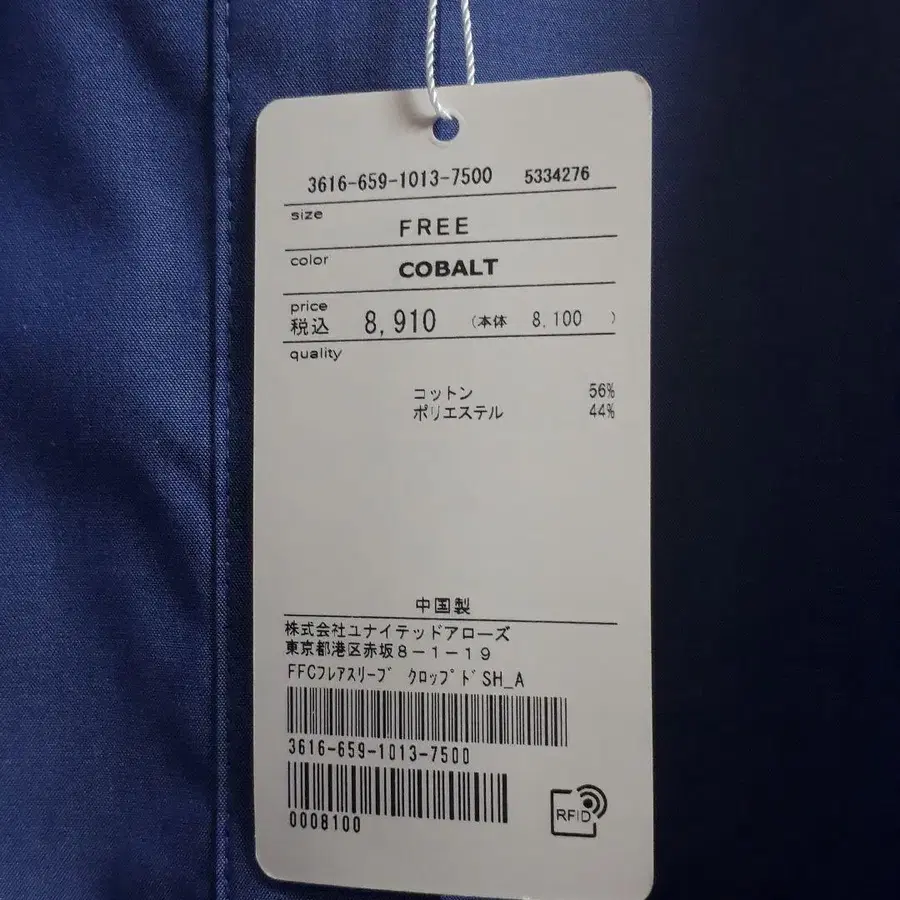 3616-659-1013-7500 5334276
size
FREE
color
COBALT
price
税込 8,910 (本体 8,100 )
quality
コットン 56%
ポリエステル 44%
中国製
株式会社ユナイテッドアローズ
東京都港区赤坂8-1-19
FFCフレアスリーブ クロップドSH_A
3616-659-1013-7500
0008100
RFID